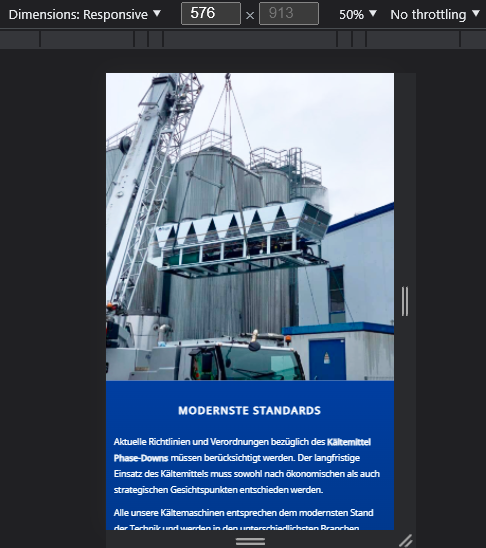 Dimensions: Responsive ▼ 576 × 913 50% ▼ No throttling ▼
MODERNSTE STANDARDS
Aktuelle Richtlinien und Verordnungen bezüglich des Kältemittel
Phase-Downs müssen berücksichtigt werden. Der langfristige
Einsatz des Kältemittels muss sowohl nach ökonomischen als auch
strategischen Gesichtspunkten entschieden werden.
Alle unsere Kältemaschinen entsprechen dem modernsten Stand
der Technik und werden in den unterschiedlichsten Branchen